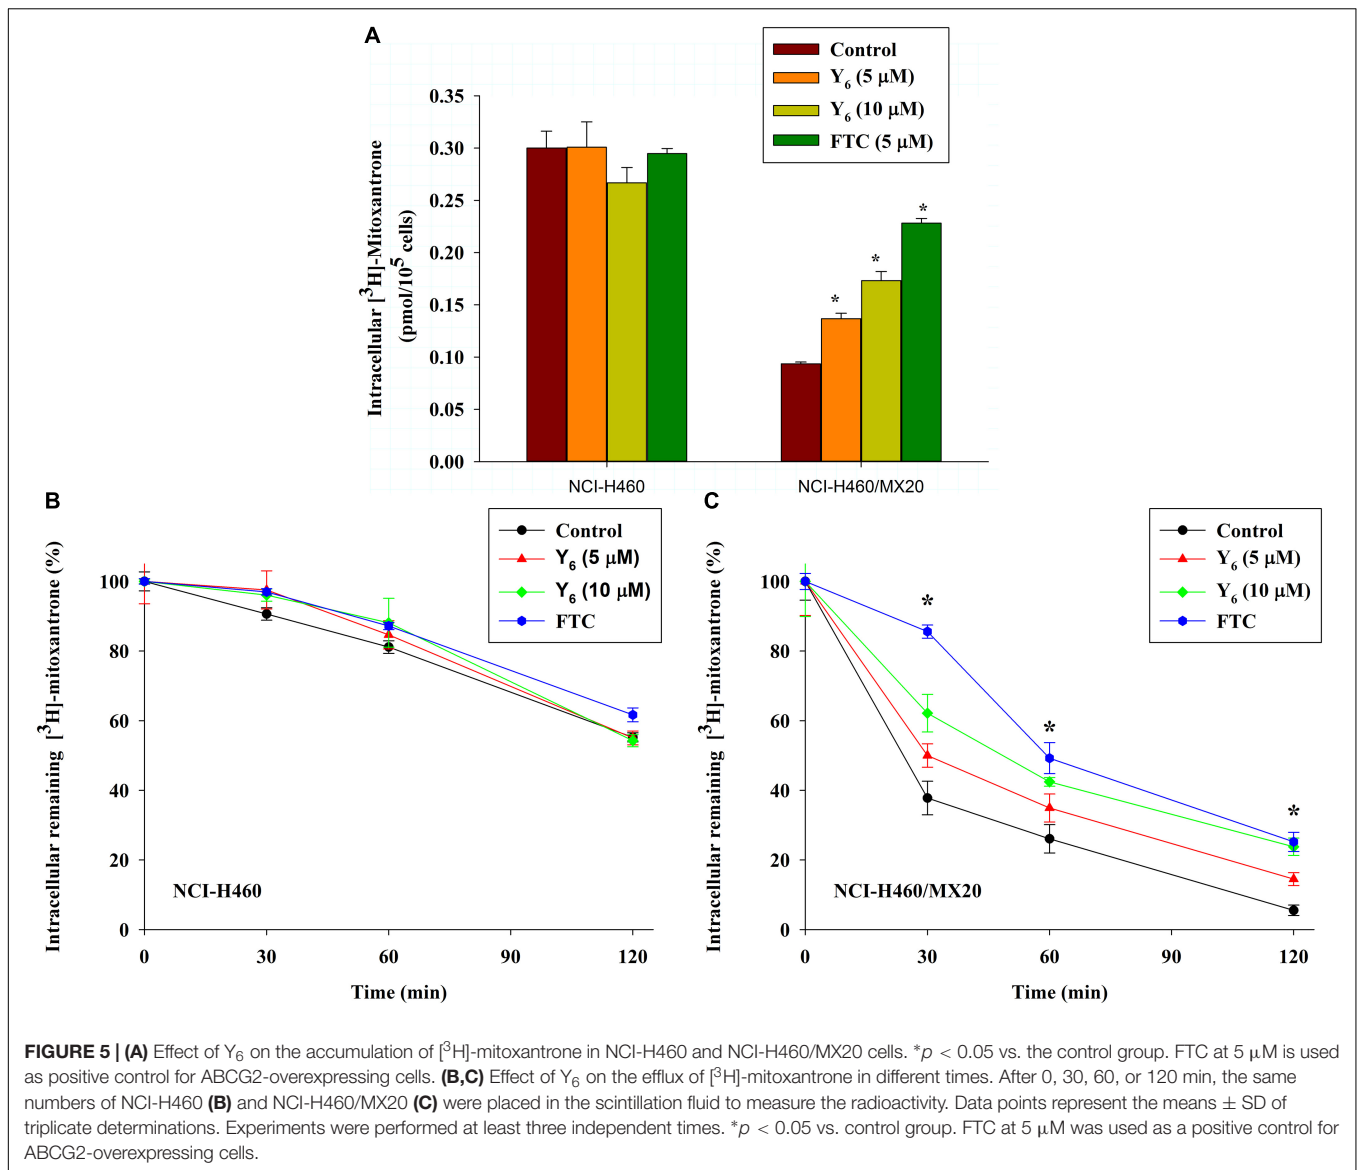 A
Control
Y6 (5 μM)
Y6 (10 μM)
FTC (5 μM)
Intracellular [3H]-Mitoxantrone
(pmol/10^5 cells)
0.35
0.30
0.25
0.20
0.15
0.10
0.05
0.00
*
*
*
NCI-H460
NCI-H460/MX20
B
Control
Y6 (5 μM)
Y6 (10 μM)
FTC
Intracellular remaining [3H]-mitoxantrone (%)
100
80
60
40
20
0
NCI-H460
0 30 60 90 120
Time (min)
C
Control
Y6 (5 μM)
Y6 (10 μM)
FTC
Intracellular remaining [3H]-mitoxantrone (%)
100
80
60
40
20
0
*
*
*
NCI-H460/MX20
0 30 60 90 120
Time (min)
FIGURE 5 | (A) Effect of Y6 on the accumulation of [3H]-mitoxantrone in NCI-H460 and NCI-H460/MX20 cells. *p < 0.05 vs. the control group. FTC at 5 μM is used
as positive control for ABCG2-overexpressing cells. (B,C) Effect of Y6 on the efflux of [3H]-mitoxantrone in different times. After 0, 30, 60, or 120 min, the same
numbers of NCI-H460 (B) and NCI-H460/MX20 (C) were placed in the scintillation fluid to measure the radioactivity. Data points represent the means ± SD of
triplicate determinations. Experiments were performed at least three independent times. *p < 0.05 vs. control group. FTC at 5 μM was used as a positive control for
ABCG2-overexpressing cells.